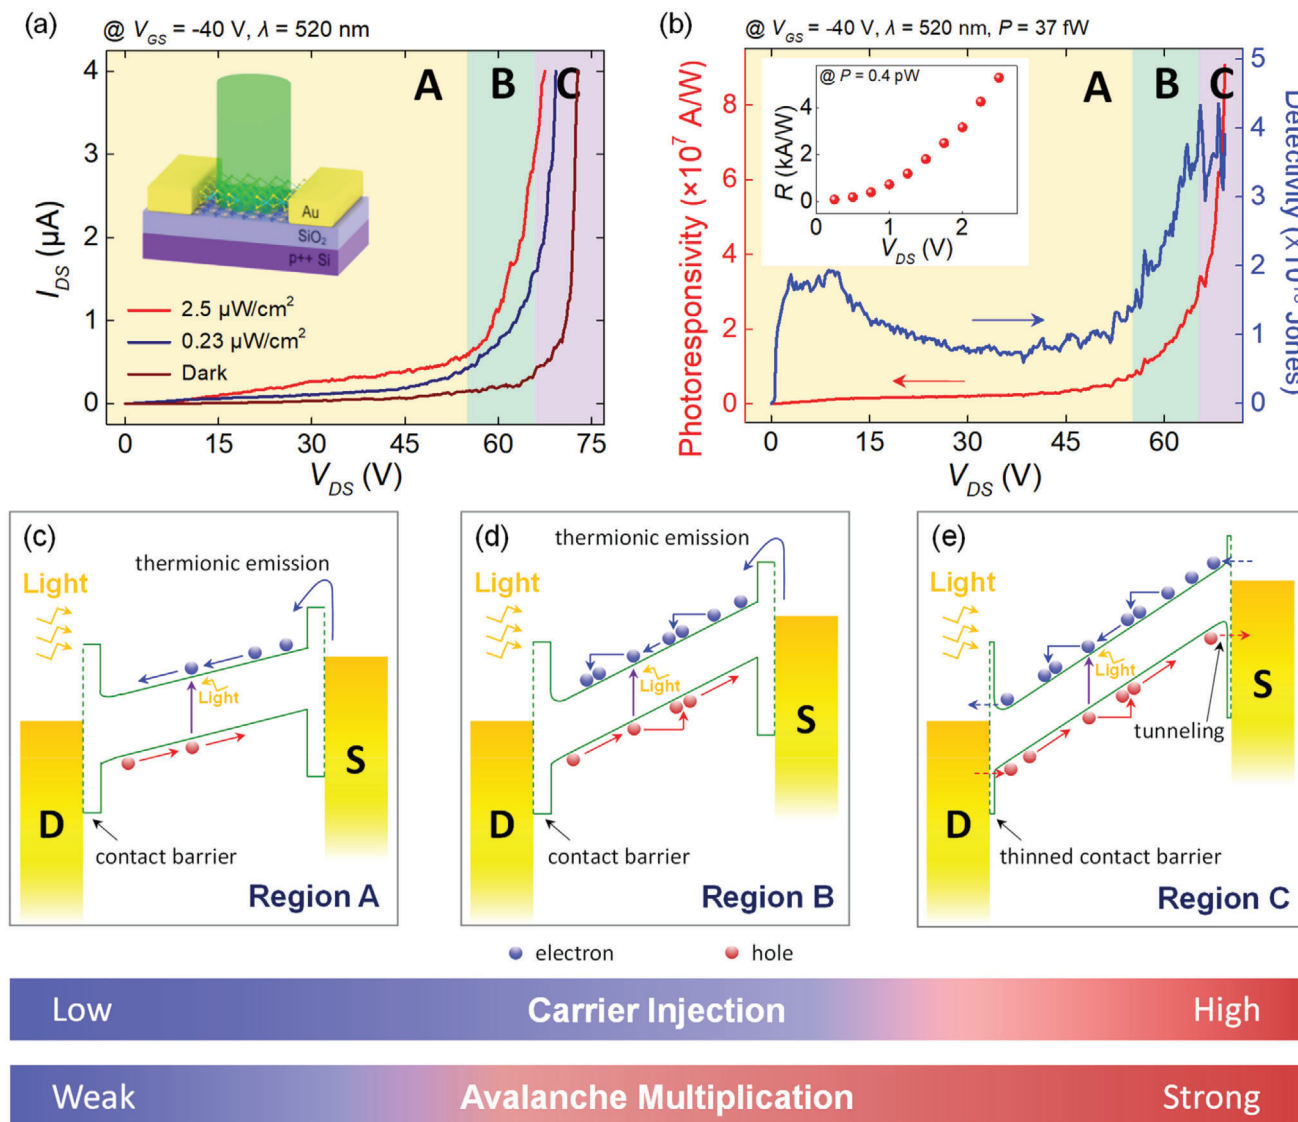 (a)
@ V_GS = -40 V, λ = 520 nm
I_DS (μA)
4
3
2
1
0
A
B
C
Au
SiO₂
p++ Si
2.5 μW/cm²
0.23 μW/cm²
Dark
0
15
30
45
60
75
V_DS (V)
(b)
@ V_GS = -40 V, λ = 520 nm, P = 37 fW
Photoresponsivity (×10⁷ A/W)
8
6
4
2
0
@ P = 0.4 pW
R (kA/W)
4
2
0
0
1
2
V_DS (V)
A
B
C
5
4
3
2
1
0
Detectivity (x 10 Jones)
0
15
30
45
60
V_DS (V)
(c)
thermionic emission
Light
Light
S
D
contact barrier
Region A
(d)
thermionic emission
Light
Light
S
D
contact barrier
Region B
(e)
Light
Light
S
tunneling
D
thinned contact barrier
Region C
electron
hole
Low
Carrier Injection
High
Weak
Avalanche Multiplication
Strong